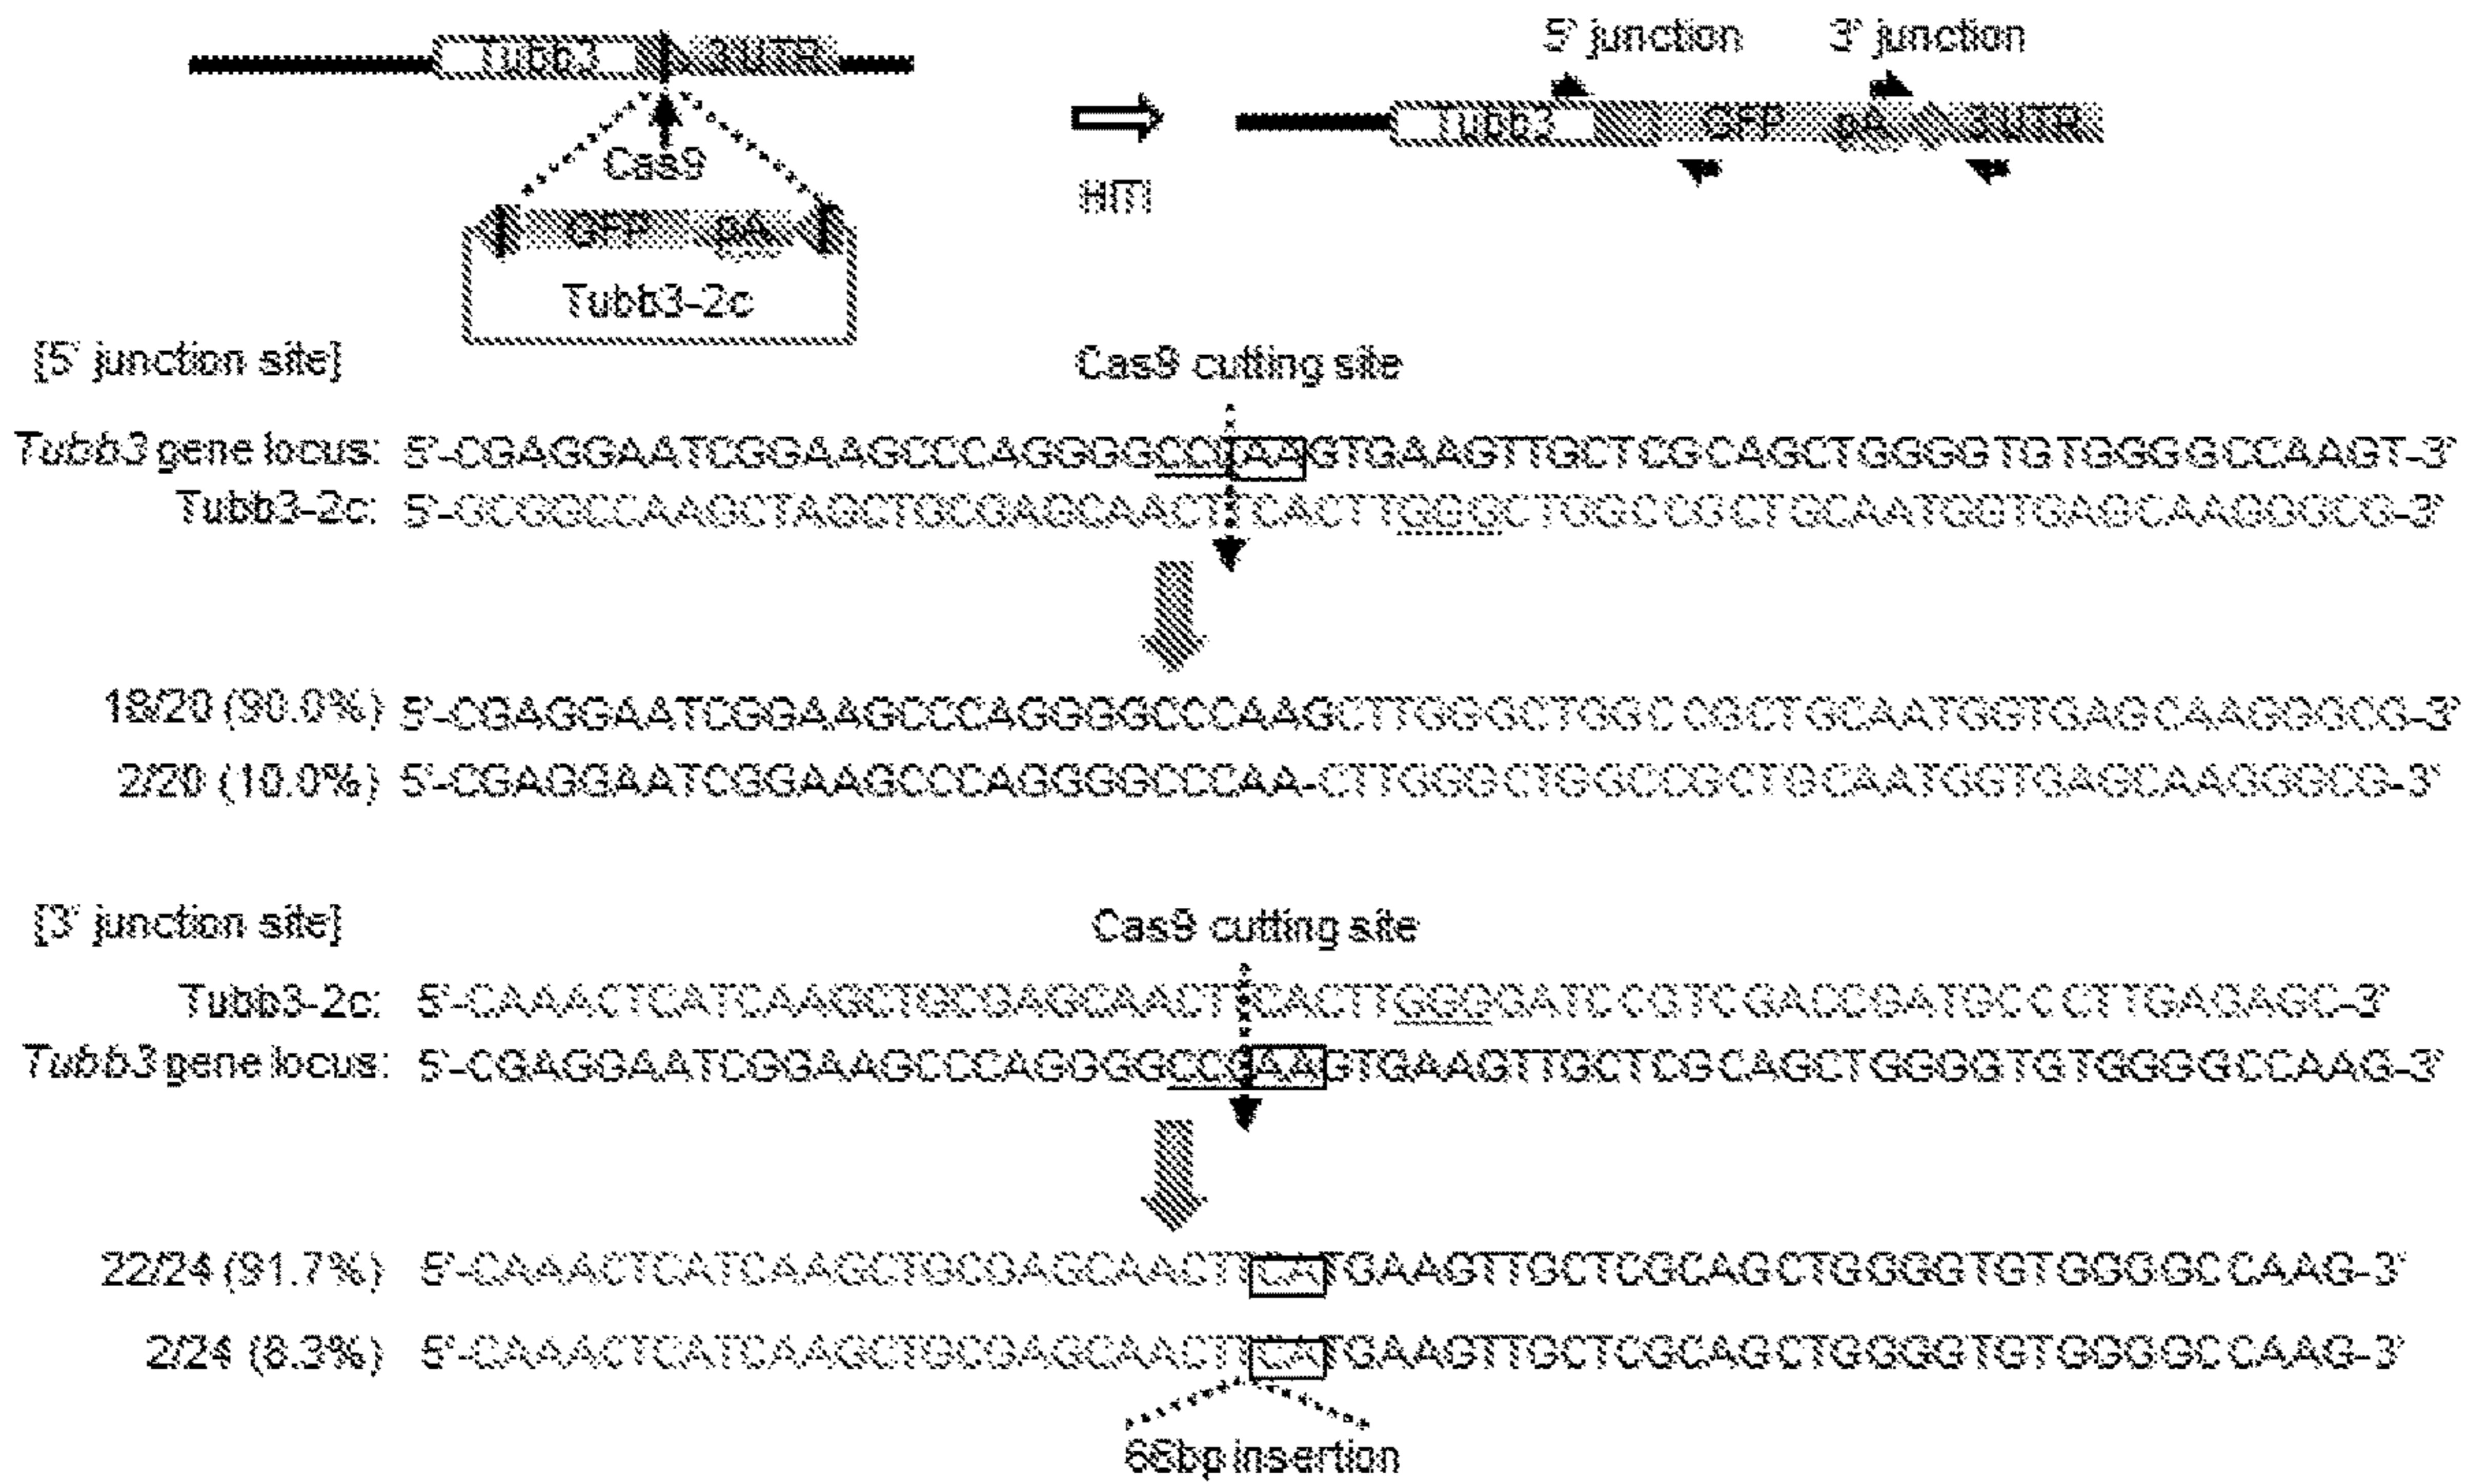 Tubb3 3'UTR
Cas9
GFP pA
Tubb3-2c
HITI
5' junction 3' junction
Tubb3 GFP pA 3'UTR
[5' junction site]
Cas9 cutting site
Tubb3 gene locus: 5'-CGAGGAATCGGAAGCCCAGGGGCCCAAGTGAAGTTGCTCGCAGCTGGGGTGTGGGGCCAAGT-3'
Tubb3-2c: 5'-GCGGCCAAGCTAGCTGCGAGCAACTTCACTTGGGCTGGCCGCTGCAATGGTGAGCAAGGGCG-3'
18/20 (90.0%) 5'-CGAGGAATCGGAAGCCCAGGGGCCCAAGCTTGGGCTGGCCGCTGCAATGGTGAGCAAGGGCG-3'
2/20 (10.0%) 5'-CGAGGAATCGGAAGCCCAGGGGCCCAA-CTTGGGCTGGCCGCTGCAATGGTGAGCAAGGGCG-3'
[3' junction site]
Cas9 cutting site
Tubb3-2c: 5'-CAAACTCATCAAGCTGCGAGCAACTTCACTTGGGGATCCGTCGACCGATGCCCTTGAGAGC-3'
Tubb3 gene locus: 5'-CGAGGAATCGGAAGCCCAGGGGCCCAAGTGAAGTTGCTCGCAGCTGGGGTGTGGGGCCAAG-3'
22/24 (91.7%) 5'-CAAACTCATCAAGCTGCGAGCAACTTCATGAAGTTGCTCGCAGCTGGGGTGTGGGGCCAAG-3'
2/24 (8.3%) 5'-CAAACTCATCAAGCTGCGAGCAACTTCATGAAGTTGCTCGCAGCTGGGGTGTGGGGCCAAG-3'
insertion